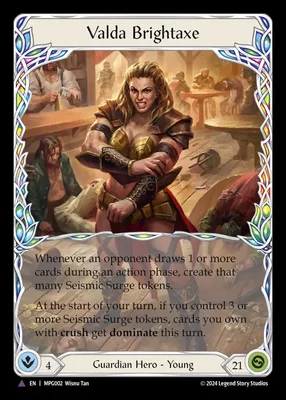 Valda Brightaxe
Whenever an opponent draws 1 or more
cards during an action phase, create that
many Seismic Surge tokens.
At the start of your turn, if you control 3 or
more Seismic Surge tokens, cards you own
with crush get dominate this turn.
4
Guardian Hero - Young
21
EN | MPG002 Wisnu Tan
© 2024 Legend Story Studios